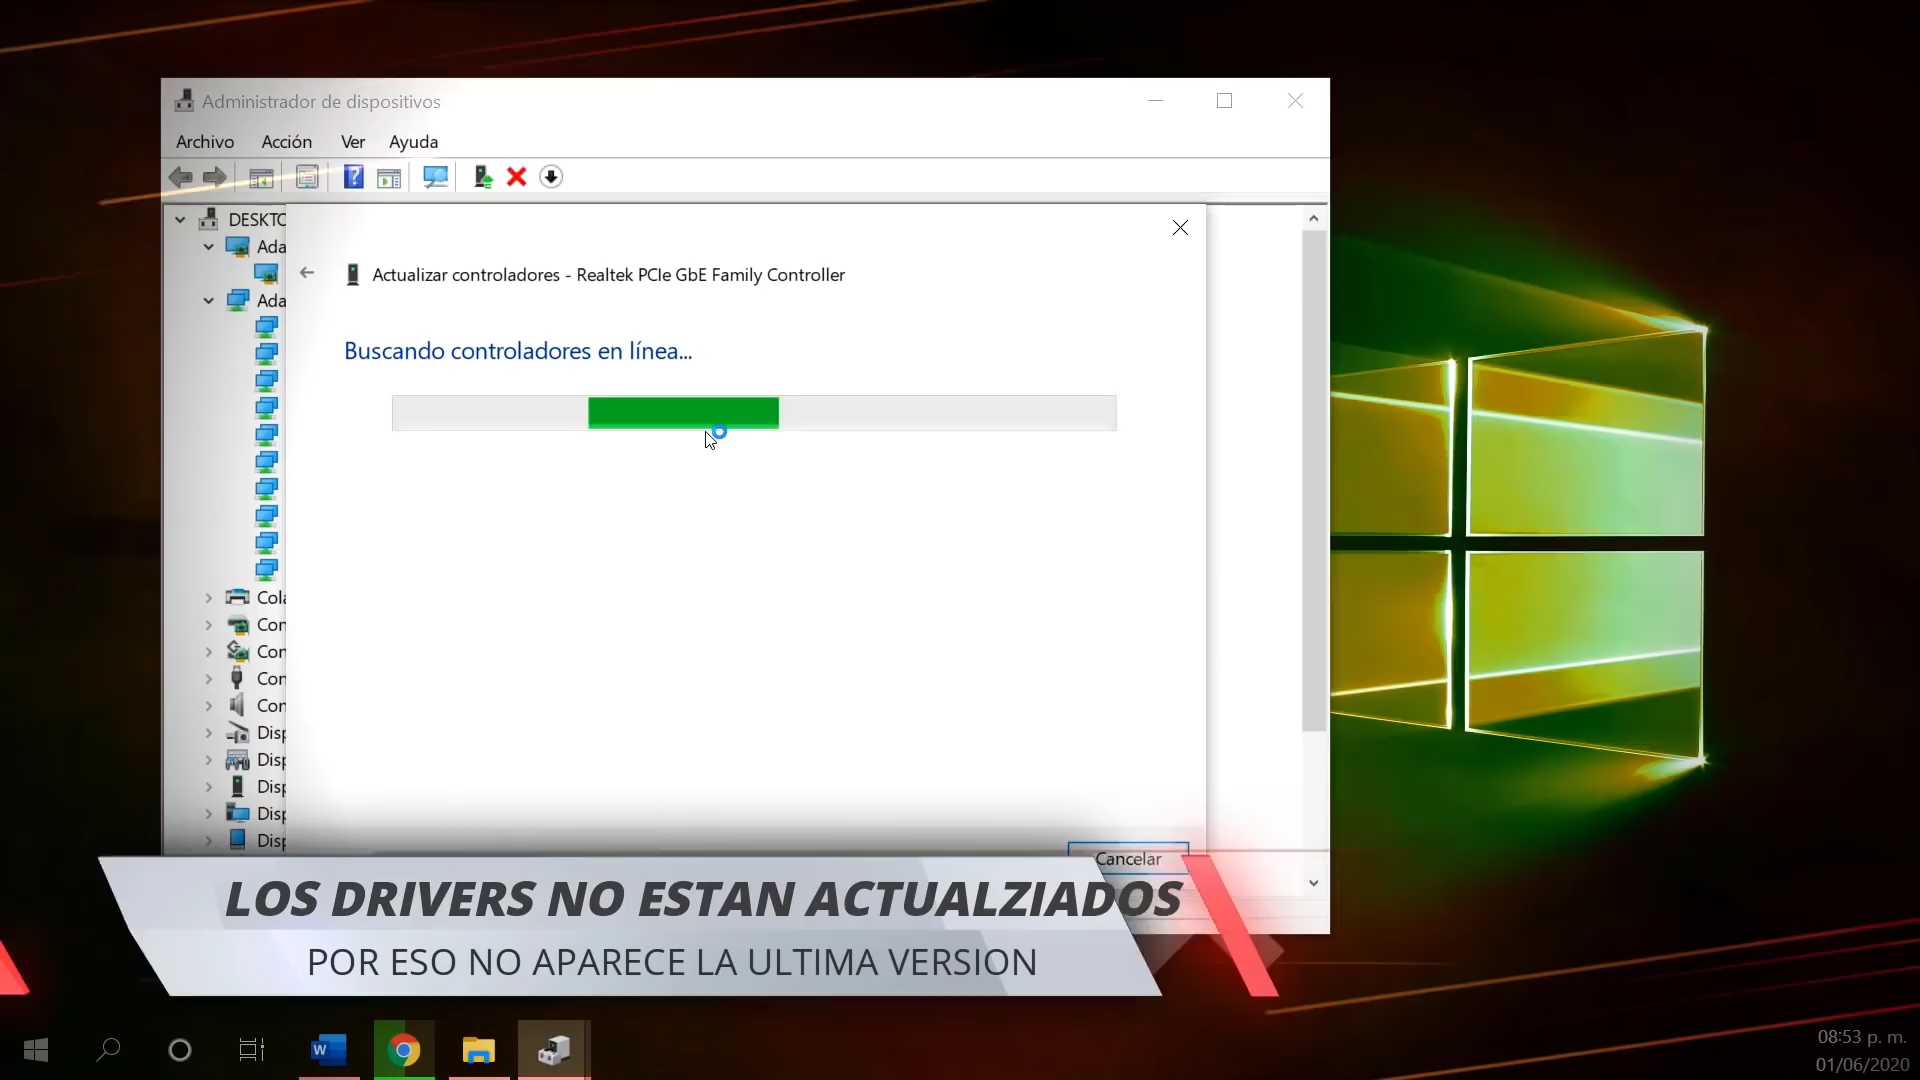 Administrador de dispositivos
Archivo Acción Ver Ayuda
DESKTO
Ada
Ada
Cola
Con
Con
Con
Con
Disp
Disp
Disp
Disp
Disp
Actualizar controladores - Realtek PCIe GbE Family Controller
Buscando controladores en línea...
Cancelar
LOS DRIVERS NO ESTAN ACTUALZIADOS
POR ESO NO APARECE LA ULTIMA VERSION
W
08:53 p. m.
01/06/2020